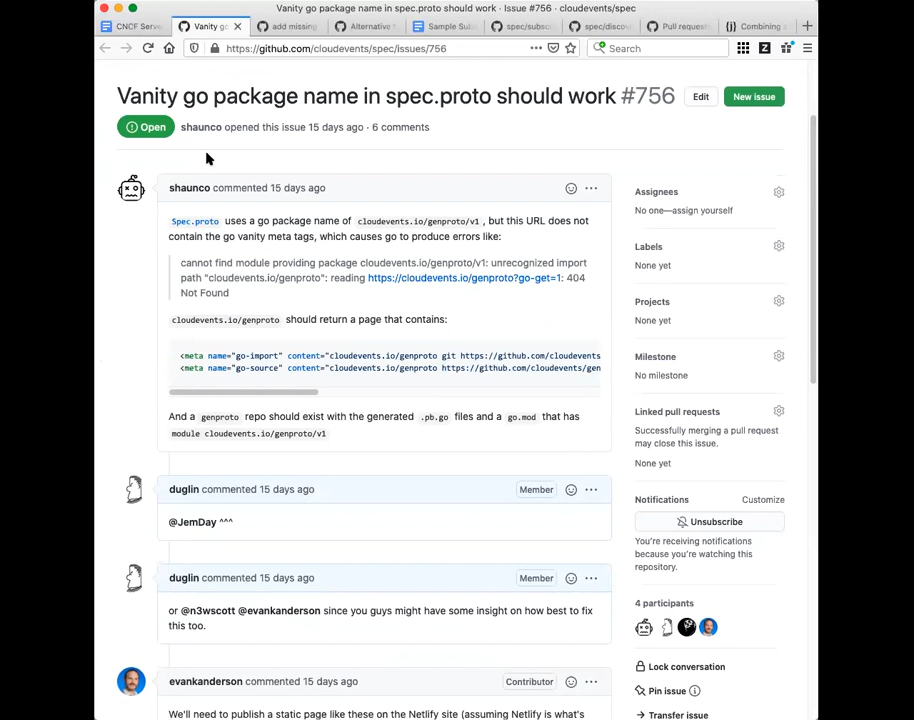 Vanity go package name in spec.proto should work · Issue #756 · cloudevents/spec
CNCF Serve
Vanity go
add missing
Alternative
Sample Sub
spec/subsc
spec/discov
Pull request
Combining
https://github.com/cloudevents/spec/issues/756
Search
Vanity go package name in spec.proto should work #756
Edit
New issue
Open
shaunco opened this issue 15 days ago · 6 comments
shaunco commented 15 days ago
Spec.proto uses a go package name of cloudevents.io/genproto/v1, but this URL does not
contain the go vanity meta tags, which causes go to produce errors like:
cannot find module providing package cloudevents.io/genproto/v1: unrecognized import
path "cloudevents.io/genproto": reading https://cloudevents.io/genproto?go-get=1: 404
Not Found
cloudevents.io/genproto should return a page that contains:
<meta name="go-import" content="cloudevents.io/genproto git https://github.com/cloudevents
<meta name="go-source" content="cloudevents.io/genproto https://github.com/cloudevents/gen
And a genproto repo should exist with the generated .pb.go files and a go.mod that has
module cloudevents.io/genproto/v1
duglin commented 15 days ago
Member
@JemDay ^^^
duglin commented 15 days ago
Member
or @n3wscott @evankanderson since you guys might have some insight on how best to fix
this too.
evankanderson commented 15 days ago
Contributor
We'll need to publish a static page like these on the Netlify site (assuming Netlify is what's
Assignees
No one—assign yourself
Labels
None yet
Projects
None yet
Milestone
No milestone
Linked pull requests
Successfully merging a pull request
may close this issue.
None yet
Notifications
Customize
Unsubscribe
You're receiving notifications
because you're watching this
repository.
4 participants
Lock conversation
Pin issue
Transfer issue